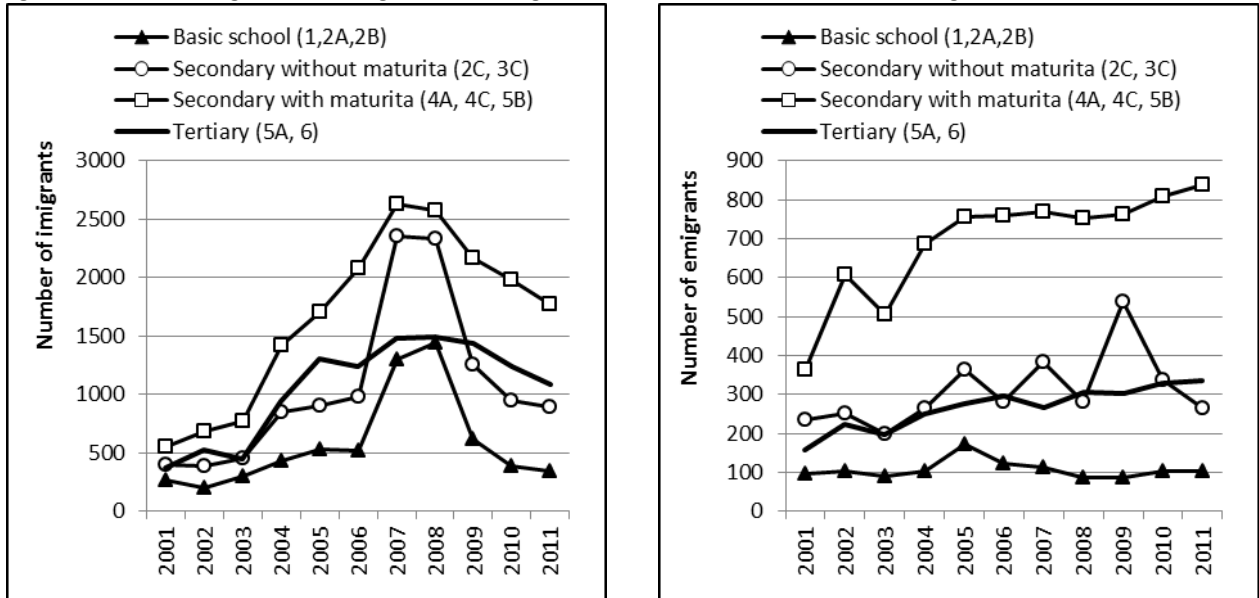 Basic school (1,2A,2B)
Secondary without maturita (2C, 3C)
Secondary with maturita (4A, 4C, 5B)
Tertiary (5A, 6)
Number of imigrants
3000
2500
2000
1500
1000
500
0
2001 2002 2003 2004 2005 2006 2007 2008 2009 2010 2011
Basic school (1,2A,2B)
Secondary without maturita (2C, 3C)
Secondary with maturita (4A, 4C, 5B)
Tertiary (5A, 6)
Number of emigrants
900
800
700
600
500
400
300
200
100
0
2001 2002 2003 2004 2005 2006 2007 2008 2009 2010 2011